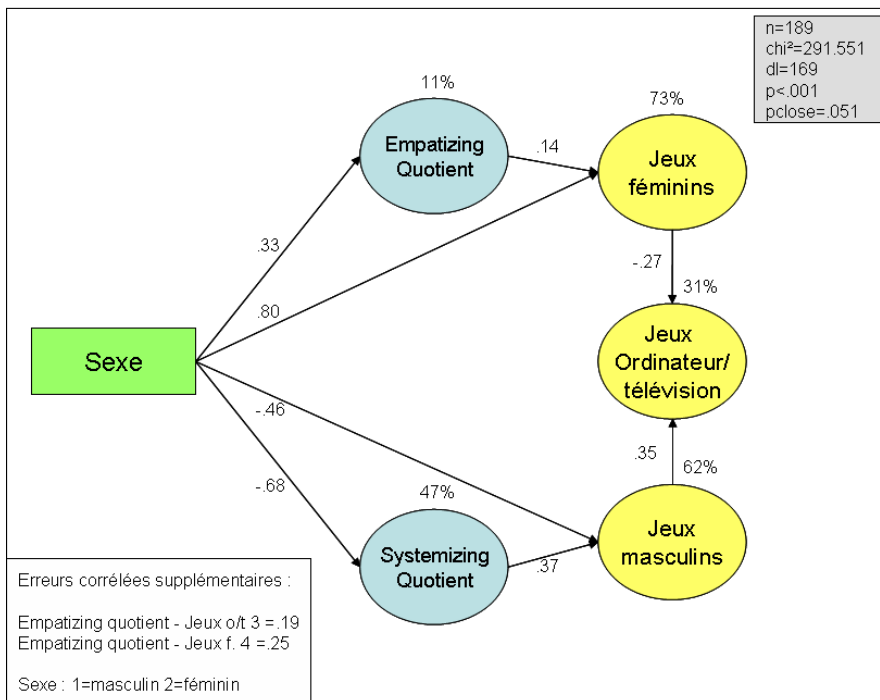 n=189
chi²=291.551
dl=169
p<.001
pclose=.051
11%
73%
Empatizing
Quotient
.14
Jeux
féminins
.33
-.27
31%
.80
Sexe
Jeux
Ordinateur/
télévision
-.46
.35
62%
-.68
47%
Systemizing
Quotient
.37
Jeux
masculins
Erreurs corrélées supplémentaires :
Empatizing quotient - Jeux o/t 3 =.19
Empatizing quotient - Jeux f. 4 =.25
Sexe : 1=masculin 2=féminin